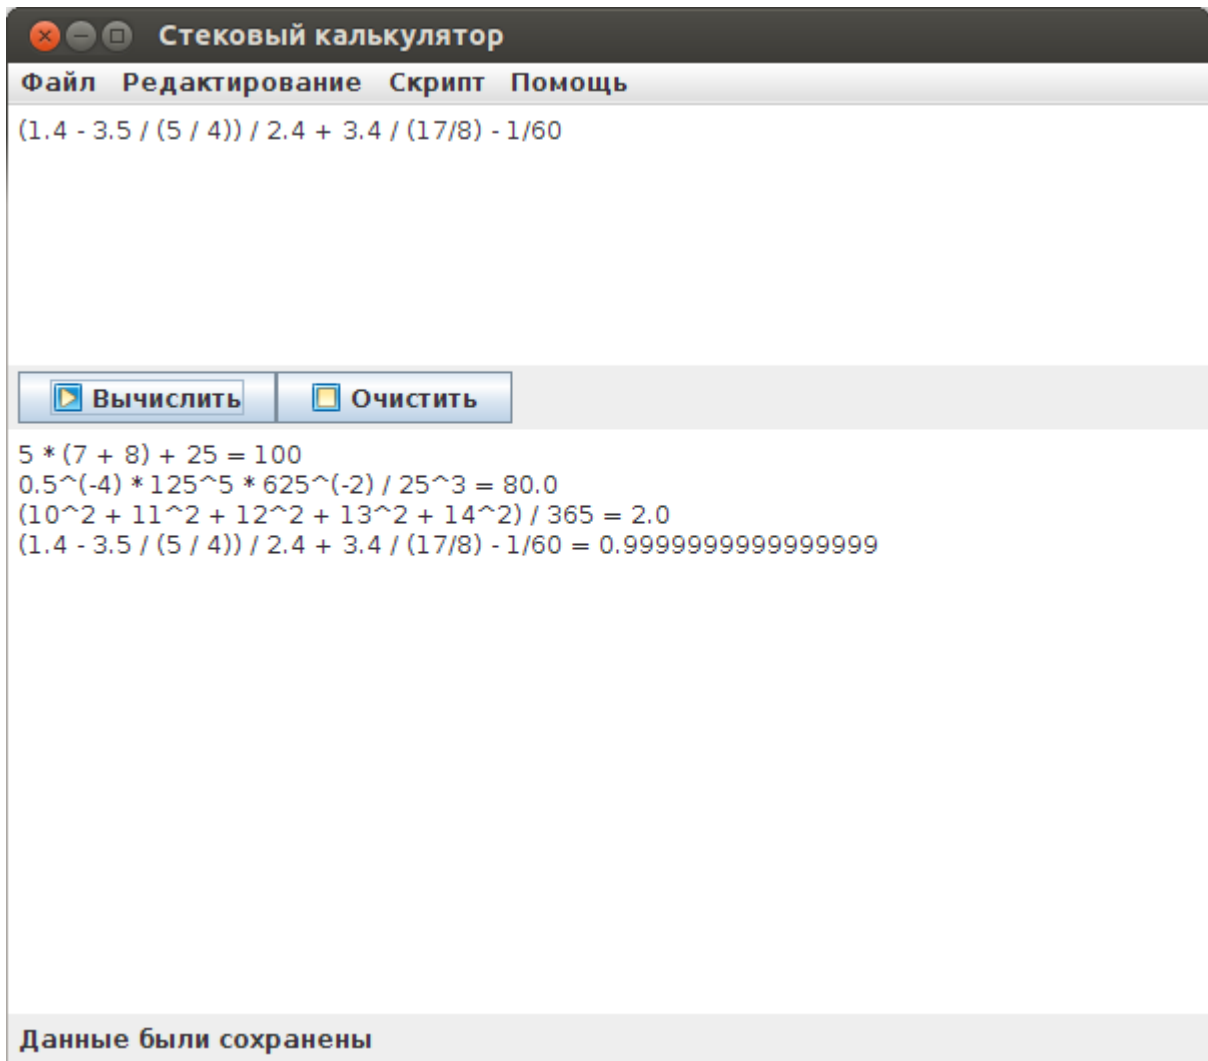 Стековый калькулятор
Файл Редактирование Скрипт Помощь
(1.4 - 3.5 / (5 / 4)) / 2.4 + 3.4 / (17/8) - 1/60
Вычислить Очистить
5 * (7 + 8) + 25 = 100
0.5^(-4) * 125^5 * 625^(-2) / 25^3 = 80.0
(10^2 + 11^2 + 12^2 + 13^2 + 14^2) / 365 = 2.0
(1.4 - 3.5 / (5 / 4)) / 2.4 + 3.4 / (17/8) - 1/60 = 0.9999999999999999
Данные были сохранены